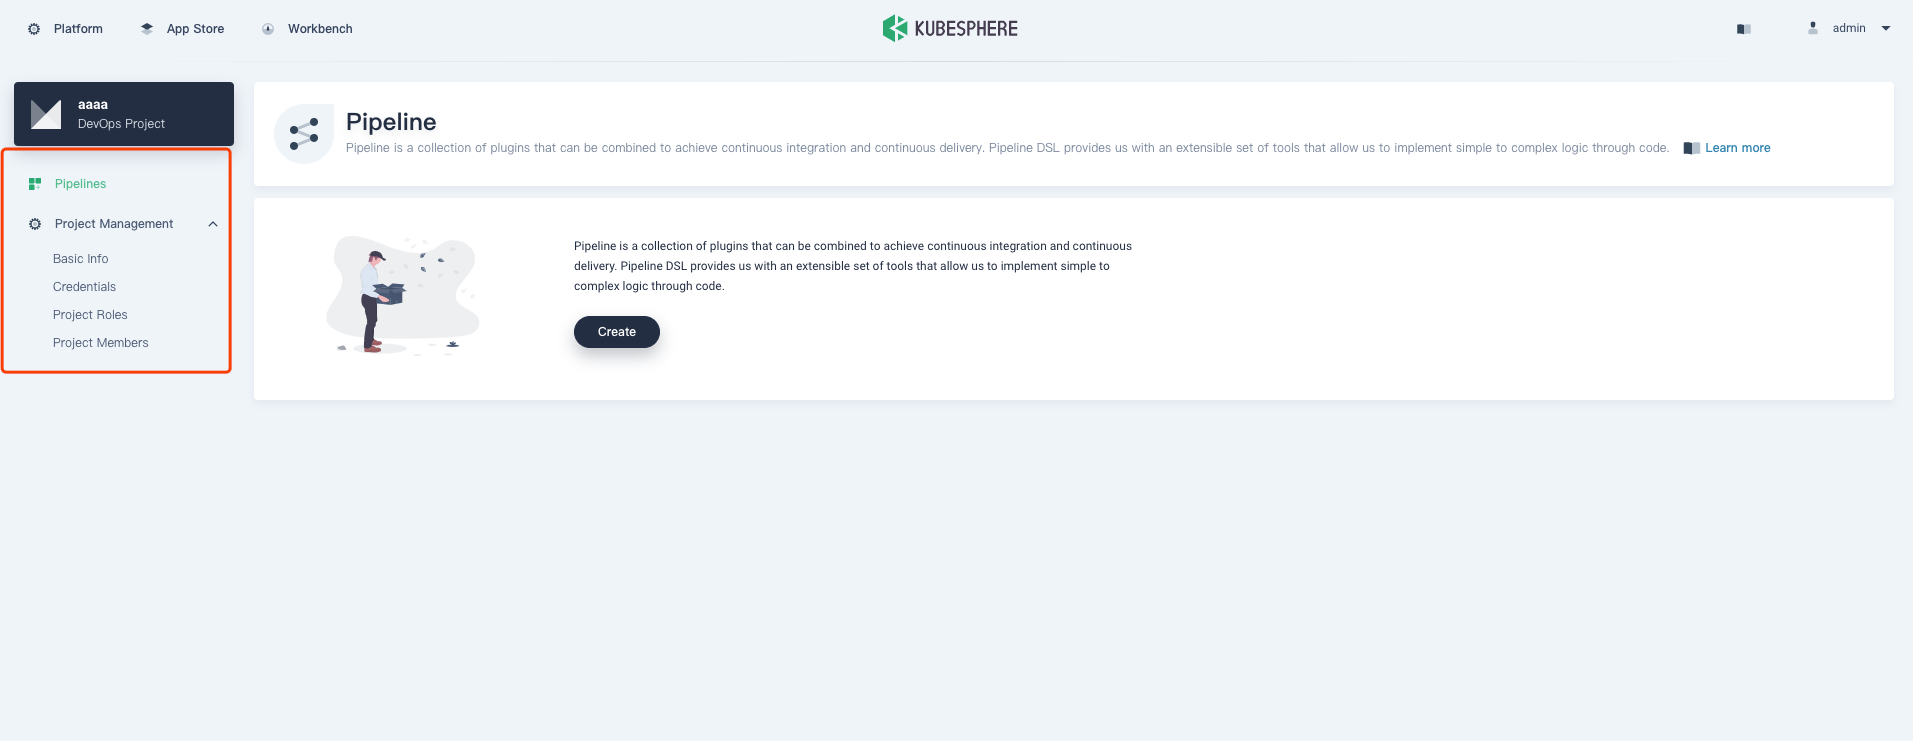 Platform
App Store
Workbench
KUBESPHERE
admin
aaaa
DevOps Project
Pipelines
Project Management
Basic Info
Credentials
Project Roles
Project Members
Pipeline
Pipeline is a collection of plugins that can be combined to achieve continuous integration and continuous delivery. Pipeline DSL provides us with an extensible set of tools that allow us to implement simple to complex logic through code.
Learn more
Pipeline is a collection of plugins that can be combined to achieve continuous integration and continuous
delivery. Pipeline DSL provides us with an extensible set of tools that allow us to implement simple to
complex logic through code.
Create